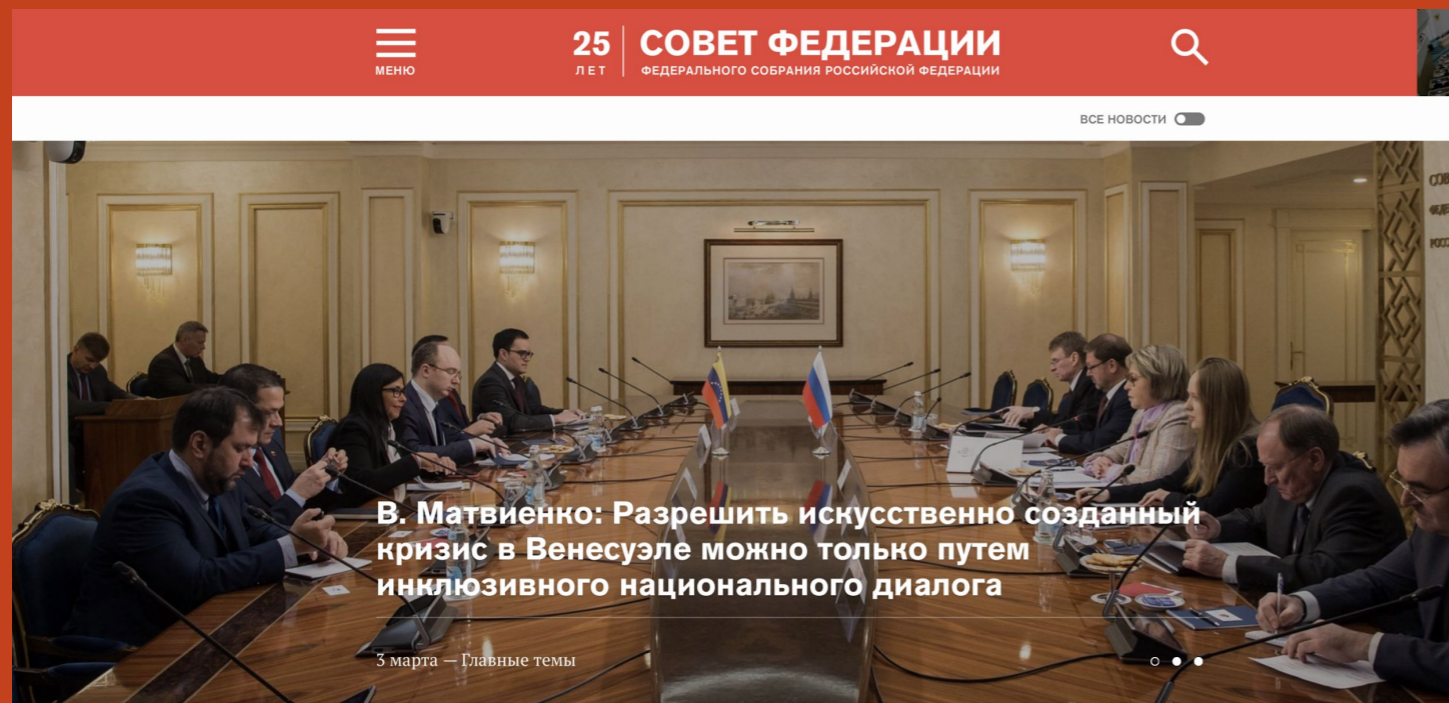 МЕНЮ
25 ЛЕТ
СОВЕТ ФЕДЕРАЦИИ
ФЕДЕРАЛЬНОГО СОБРАНИЯ РОССИЙСКОЙ ФЕДЕРАЦИИ
ВСЕ НОВОСТИ
В. Матвиенко: Разрешить искусственно созданный
кризис в Венесуэле можно только путем
инклюзивного национального диалога
3 марта — Главные темы